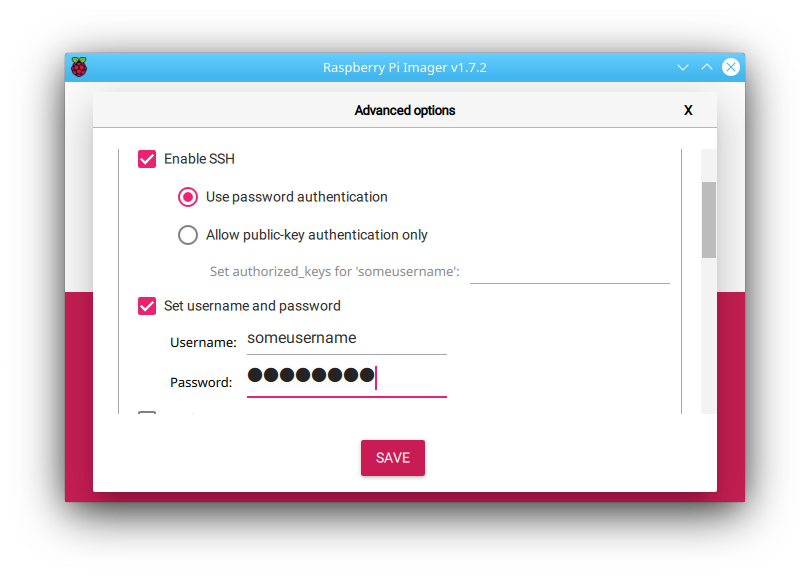 Raspberry Pi Imager v1.7.2
Advanced options
X
Enable SSH
Use password authentication
Allow public-key authentication only
Set authorized_keys for 'someusername':
Set username and password
Username: someusername
Password: ●●●●●●●●
SAVE